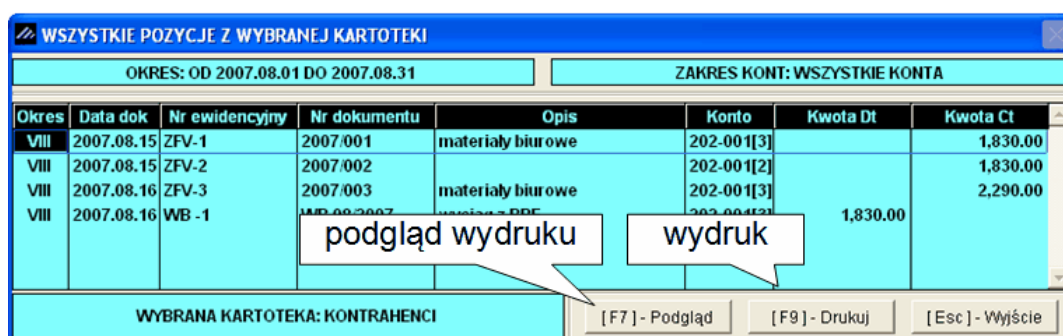 WSZYSTKIE POZYCJE Z WYBRANEJ KARTOTEKI
OKRES: OD 2007.08.01 DO 2007.08.31 ZAKRES KONT: WSZYSTKIE KONTA
Okres Data dok Nr ewidencyjny Nr dokumentu Opis Konto Kwota Dt Kwota Ct
VIII 2007.08.15 ZFV-1 2007/001 materiały biurowe 202-001[3] 1,830.00
VIII 2007.08.15 ZFV-2 2007/002 202-001[2] 1,830.00
VIII 2007.08.16 ZFV-3 2007/003 materiały biurowe 202-001[3] 2,290.00
VIII 2007.08.16 WB -1 1,830.00
podgląd wydruku wydruk
WYBRANA KARTOTEKA: KONTRAHENCI [ F7 ] - Podgląd [ F9 ] - Drukuj [ Esc ] - Wyjście